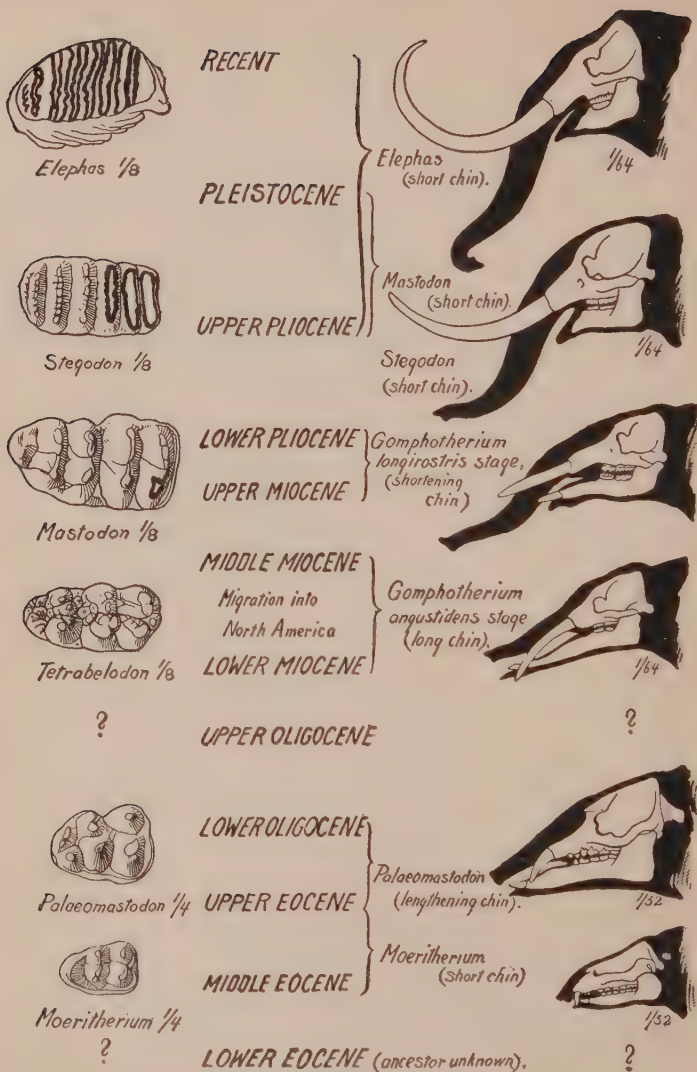 RECENT
Elephas 1/8
Elephas
(short chin).
1/64
PLEISTOCENE
Mastodon
(short chin).
UPPER PLIOCENE
Stegodon 1/8
Stegodon
(short chin).
1/64
LOWER PLIOCENE
UPPER MIOCENE
Gomphotherium
longirostris stage,
(shortening
chin)
Mastodon 1/8
MIDDLE MIOCENE
Migration into
North America
LOWER MIOCENE
Gomphotherium
angustidens stage
(long chin).
Tetrabelodon 1/8
1/64
?
UPPER OLIGOCENE
?
LOWER OLIGOCENE
Palaeomastodon 1/4
UPPER EOCENE
Palaeomastodon
(lengthening chin).
1/32
Moeritherium
(short chin)
MIDDLE EOCENE
Moeritherium 1/4
1/32
?
LOWER EOCENE (ancestor unknown).
?